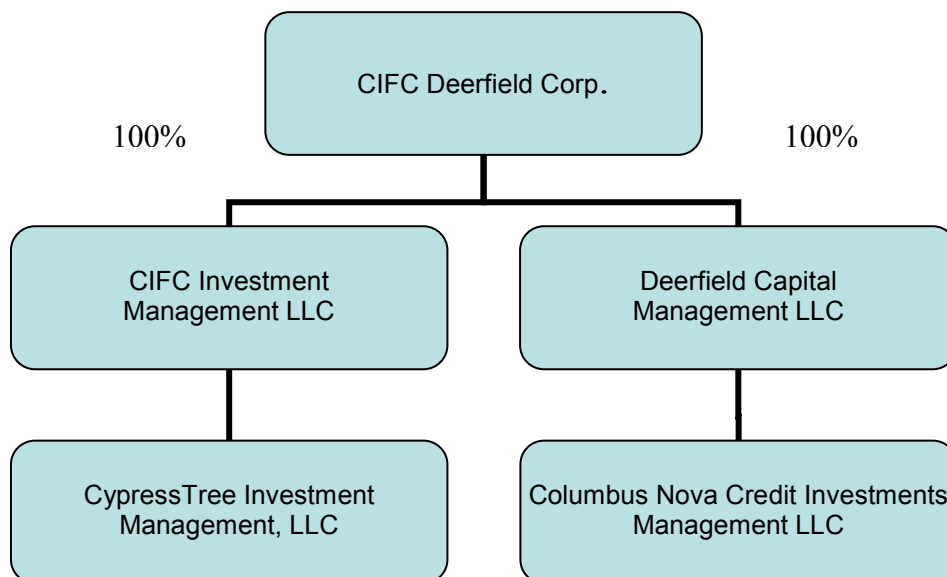 CIFC Deerfield Corp.
100%
100%
CIFC Investment
Management LLC
Deerfield Capital
Management LLC
CypressTree Investment
Management, LLC
Columbus Nova Credit Investments
Management LLC